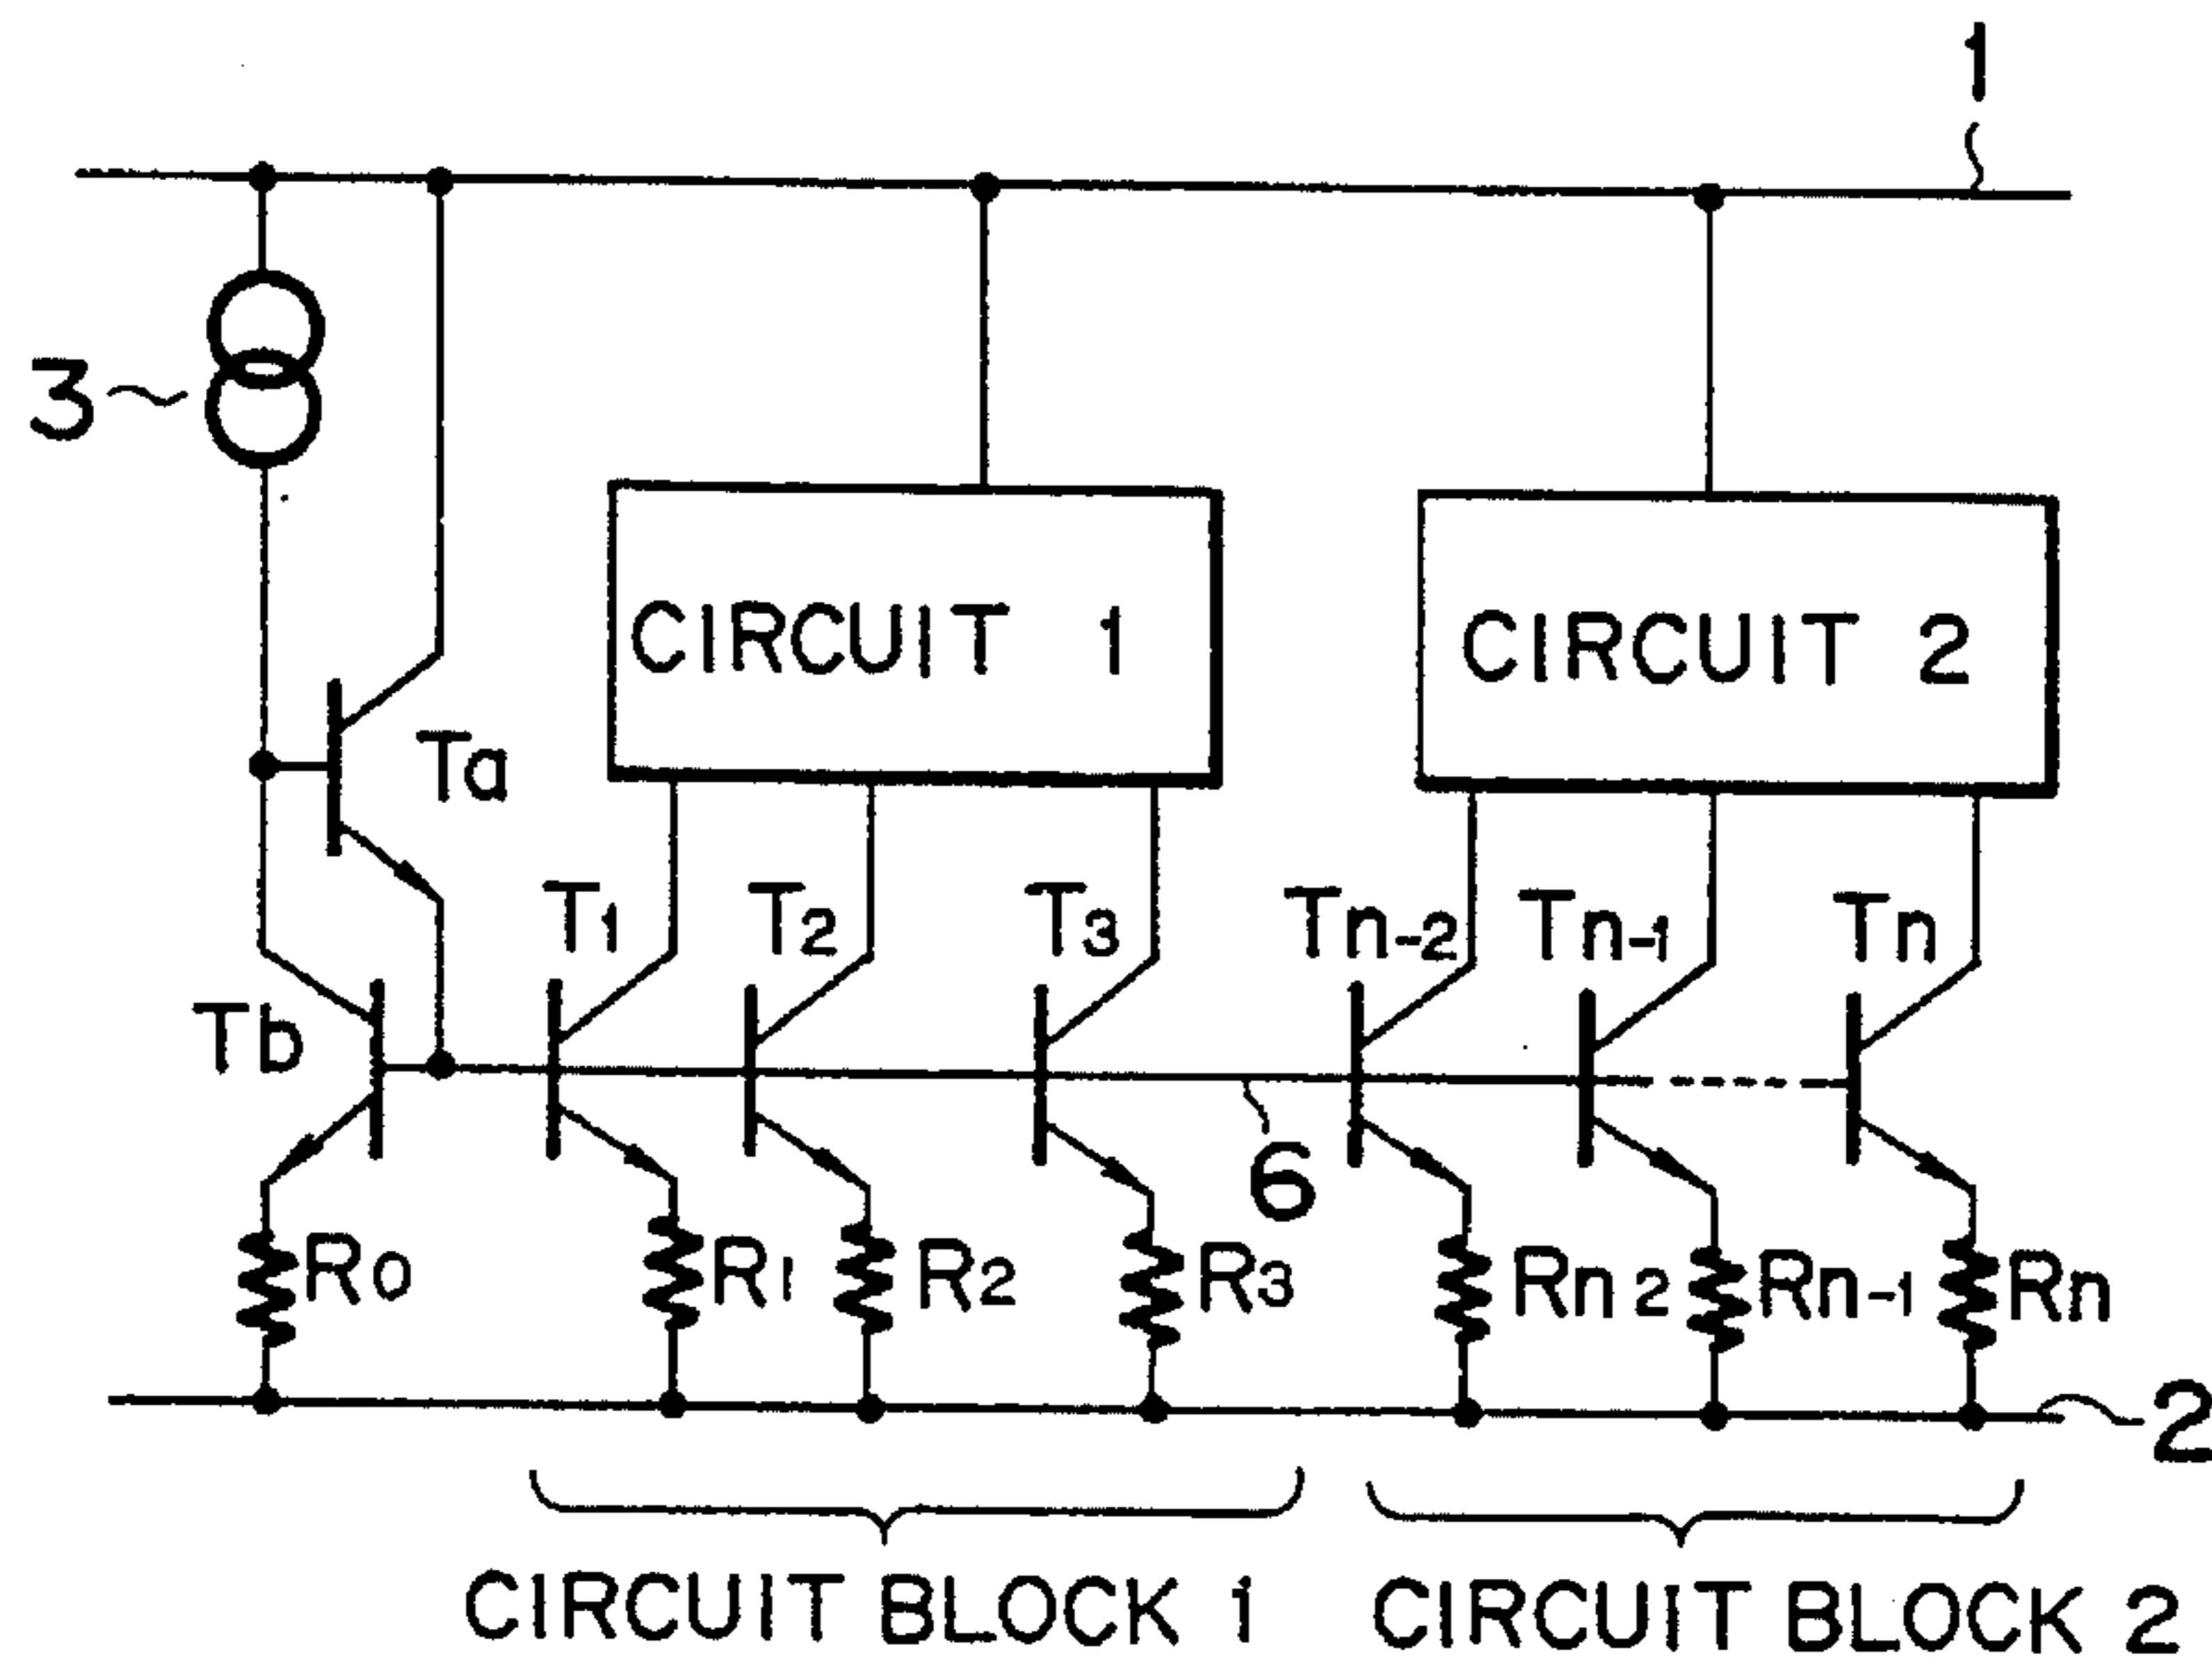 1
3
CIRCUIT 1
CIRCUIT 2
Ta
T1
T2
T3
Tn-2
Tn-1
Tn
Tb
6
R0
R1
R2
R3
Rn 2
Rn-1
Rn
2
CIRCUIT BLOCK 1
CIRCUIT BLOCK 2